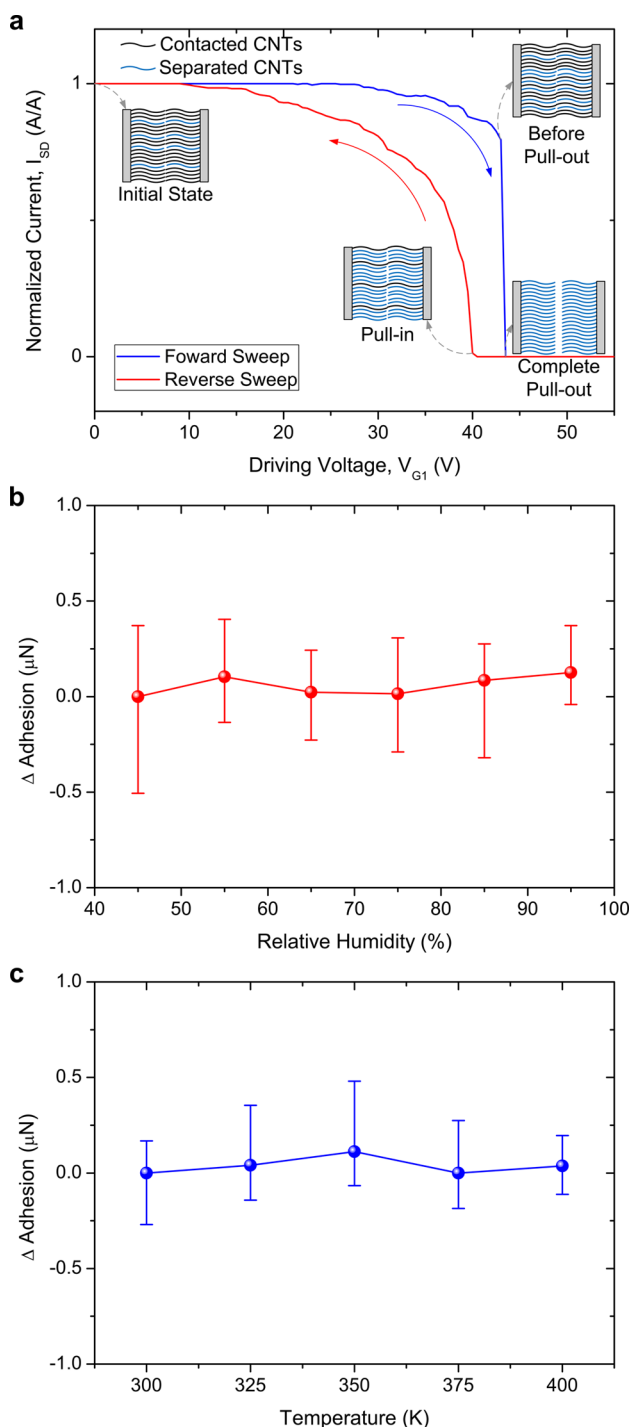 a
Contacted CNTs
Separated CNTs
Normalized Current, I_SD (A/A)
1
0
Initial State
Before
Pull-out
Pull-in
Complete
Pull-out
Foward Sweep
Reverse Sweep
0 10 20 30 40 50
Driving Voltage, V_G1 (V)
b
Δ Adhesion (μN)
1.0
0.5
0.0
-0.5
-1.0
40 50 60 70 80 90 100
Relative Humidity (%)
c
Δ Adhesion (μN)
1.0
0.5
0.0
-0.5
-1.0
300 325 350 375 400
Temperature (K)